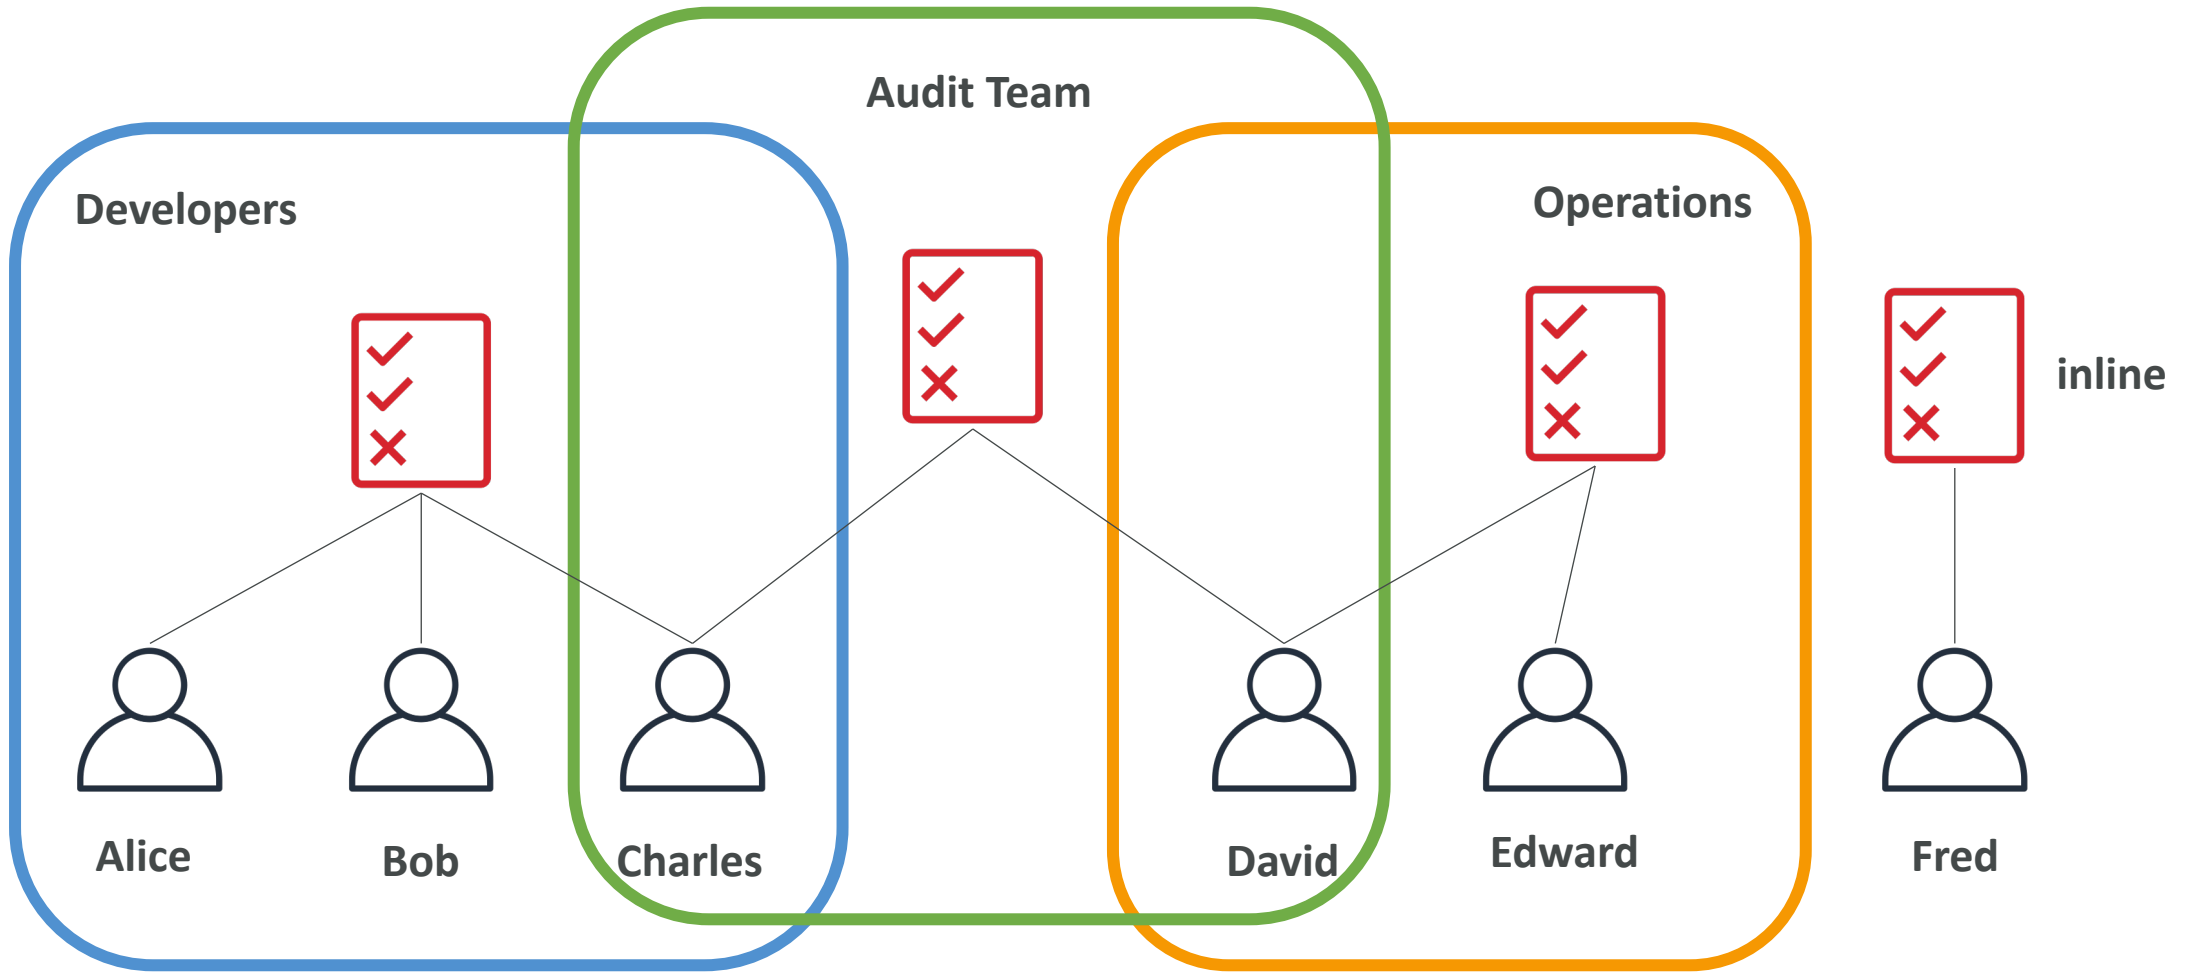 Audit Team
Developers
Operations
inline
Alice
Bob
Charles
David
Edward
Fred